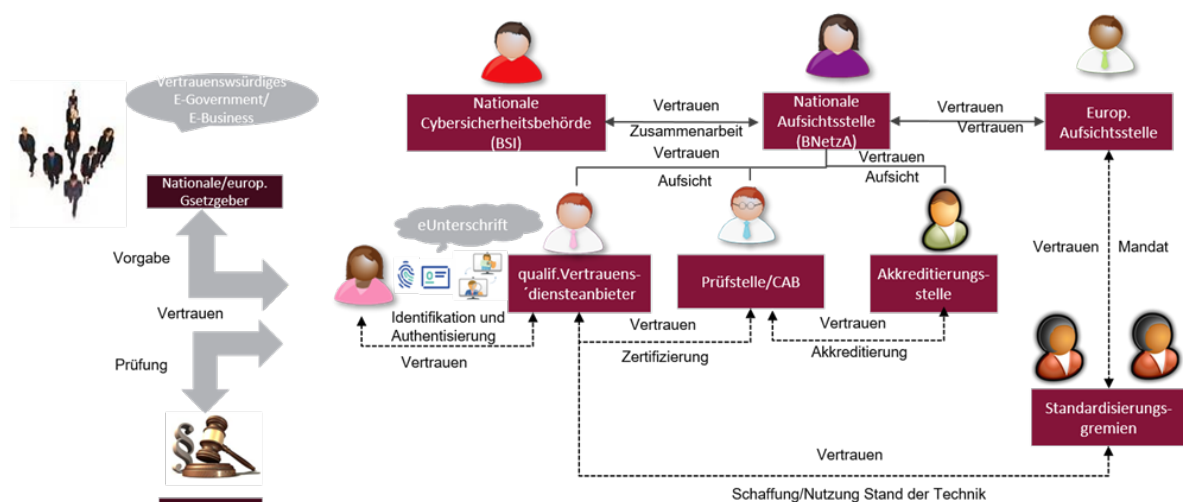 Vertrauenswsürdiges
E-Government/
E-Business
Nationale/europ.
Gsetzgeber
Vorgabe
Vertrauen
Prüfung
Nationale
Cybersicherheitsbehörde
(BSI)
Vertrauen
Zusammenarbeit
Nationale
Aufsichtsstelle
(BNetzA)
Vertrauen
Vertrauen
Europ.
Aufsichtsstelle
Vertrauen
Aufsicht
Vertrauen
Aufsicht
eUnterschrift
qualif.Vertrauens-
´diensteanbieter
Prüfstelle/CAB
Akkreditierungs-
stelle
Identifikation und
Authentisierung
Vertrauen
Vertrauen
Zertifizierung
Vertrauen
Akkreditierung
Vertrauen
Mandat
Standardisierungs-
gremien
Vertrauen
Schaffung/Nutzung Stand der Technik